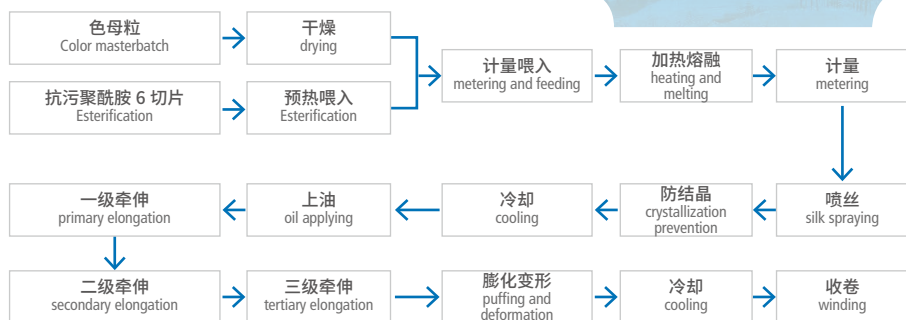 色母粒
Color masterbatch
干燥
drying
抗污聚酰胺 6 切片
Esterification
预热喂入
Esterification
计量喂入
metering and feeding
加热熔融
heating and
melting
计量
metering
喷丝
silk spraying
防结晶
crystallization
prevention
冷却
cooling
上油
oil applying
一级牵伸
primary elongation
二级牵伸
secondary elongation
三级牵伸
tertiary elongation
膨化变形
puffing and
deformation
冷却
cooling
收卷
winding